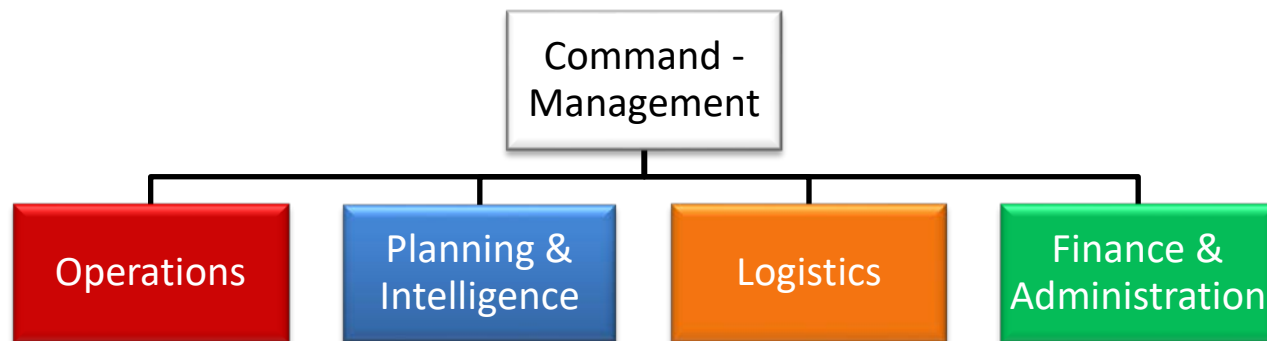 Command -
Management
Operations
Planning &
Intelligence
Logistics
Finance &
Administration